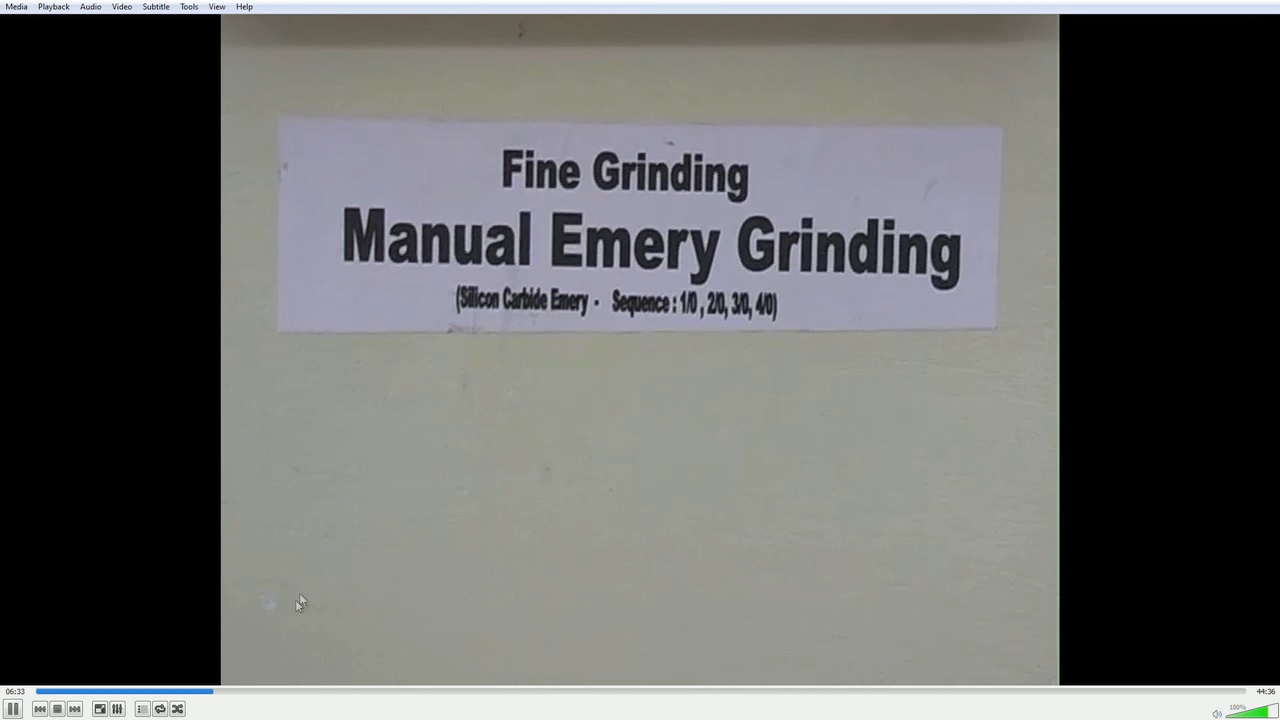 Media Playback Audio Video Subtitle Tools View Help
Fine Grinding
Manual Emery Grinding
(Silicon Carbide Emery - Sequence : 1/0 , 2/0, 3/0, 4/0)
06:33 44:36
100%